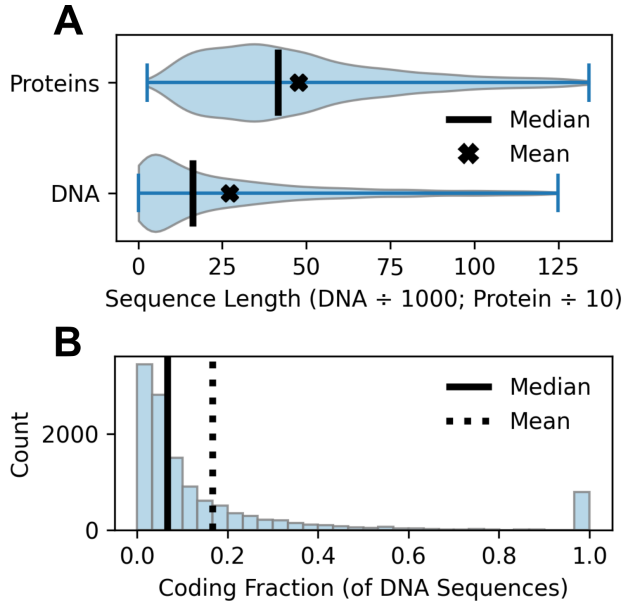 A
Proteins
Median
Mean
DNA
0 25 50 75 100 125
Sequence Length (DNA ÷ 1000; Protein ÷ 10)
B
Median
Mean
Count
2000
0
0.0 0.2 0.4 0.6 0.8 1.0
Coding Fraction (of DNA Sequences)